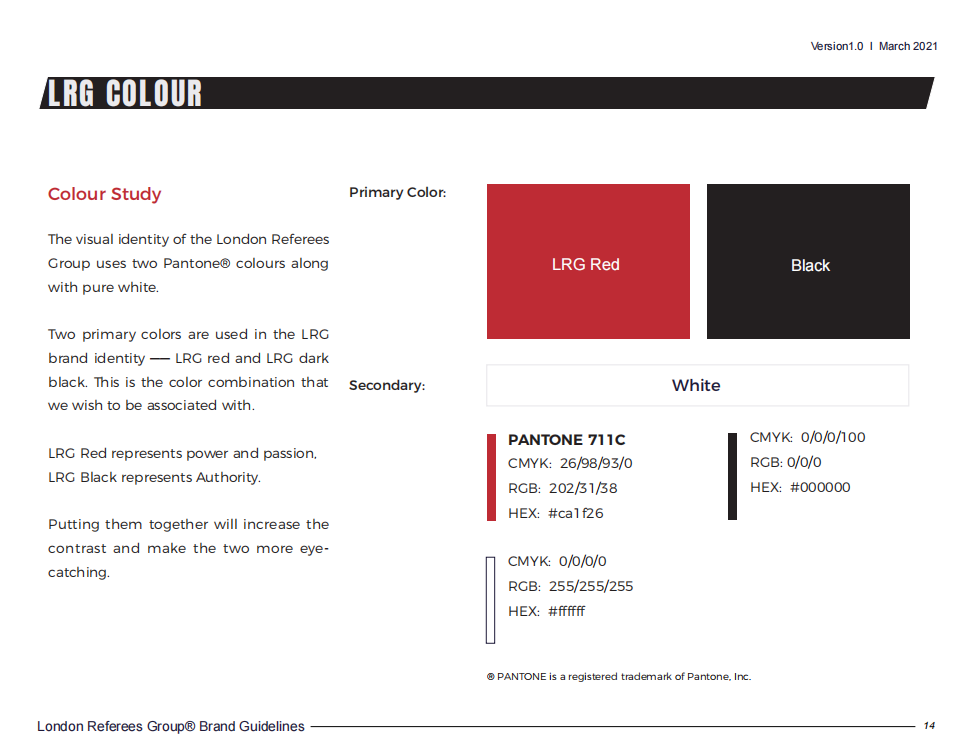 Version1.0 I March 2021
LRG COLOUR
Colour Study
The visual identity of the London Referees
Group uses two Pantone® colours along
with pure white.
Two primary colors are used in the LRG
brand identity — LRG red and LRG dark
black. This is the color combination that
we wish to be associated with.
LRG Red represents power and passion,
LRG Black represents Authority.
Putting them together will increase the
contrast and make the two more eye-
catching.
Primary Color:
LRG Red
Black
Secondary:
White
PANTONE 711C
CMYK: 26/98/93/0
RGB: 202/31/38
HEX: #ca1f26
CMYK: 0/0/0/100
RGB: 0/0/0
HEX: #000000
CMYK: 0/0/0/0
RGB: 255/255/255
HEX: #ffffff
® PANTONE is a registered trademark of Pantone, Inc.
London Referees Group® Brand Guidelines
14